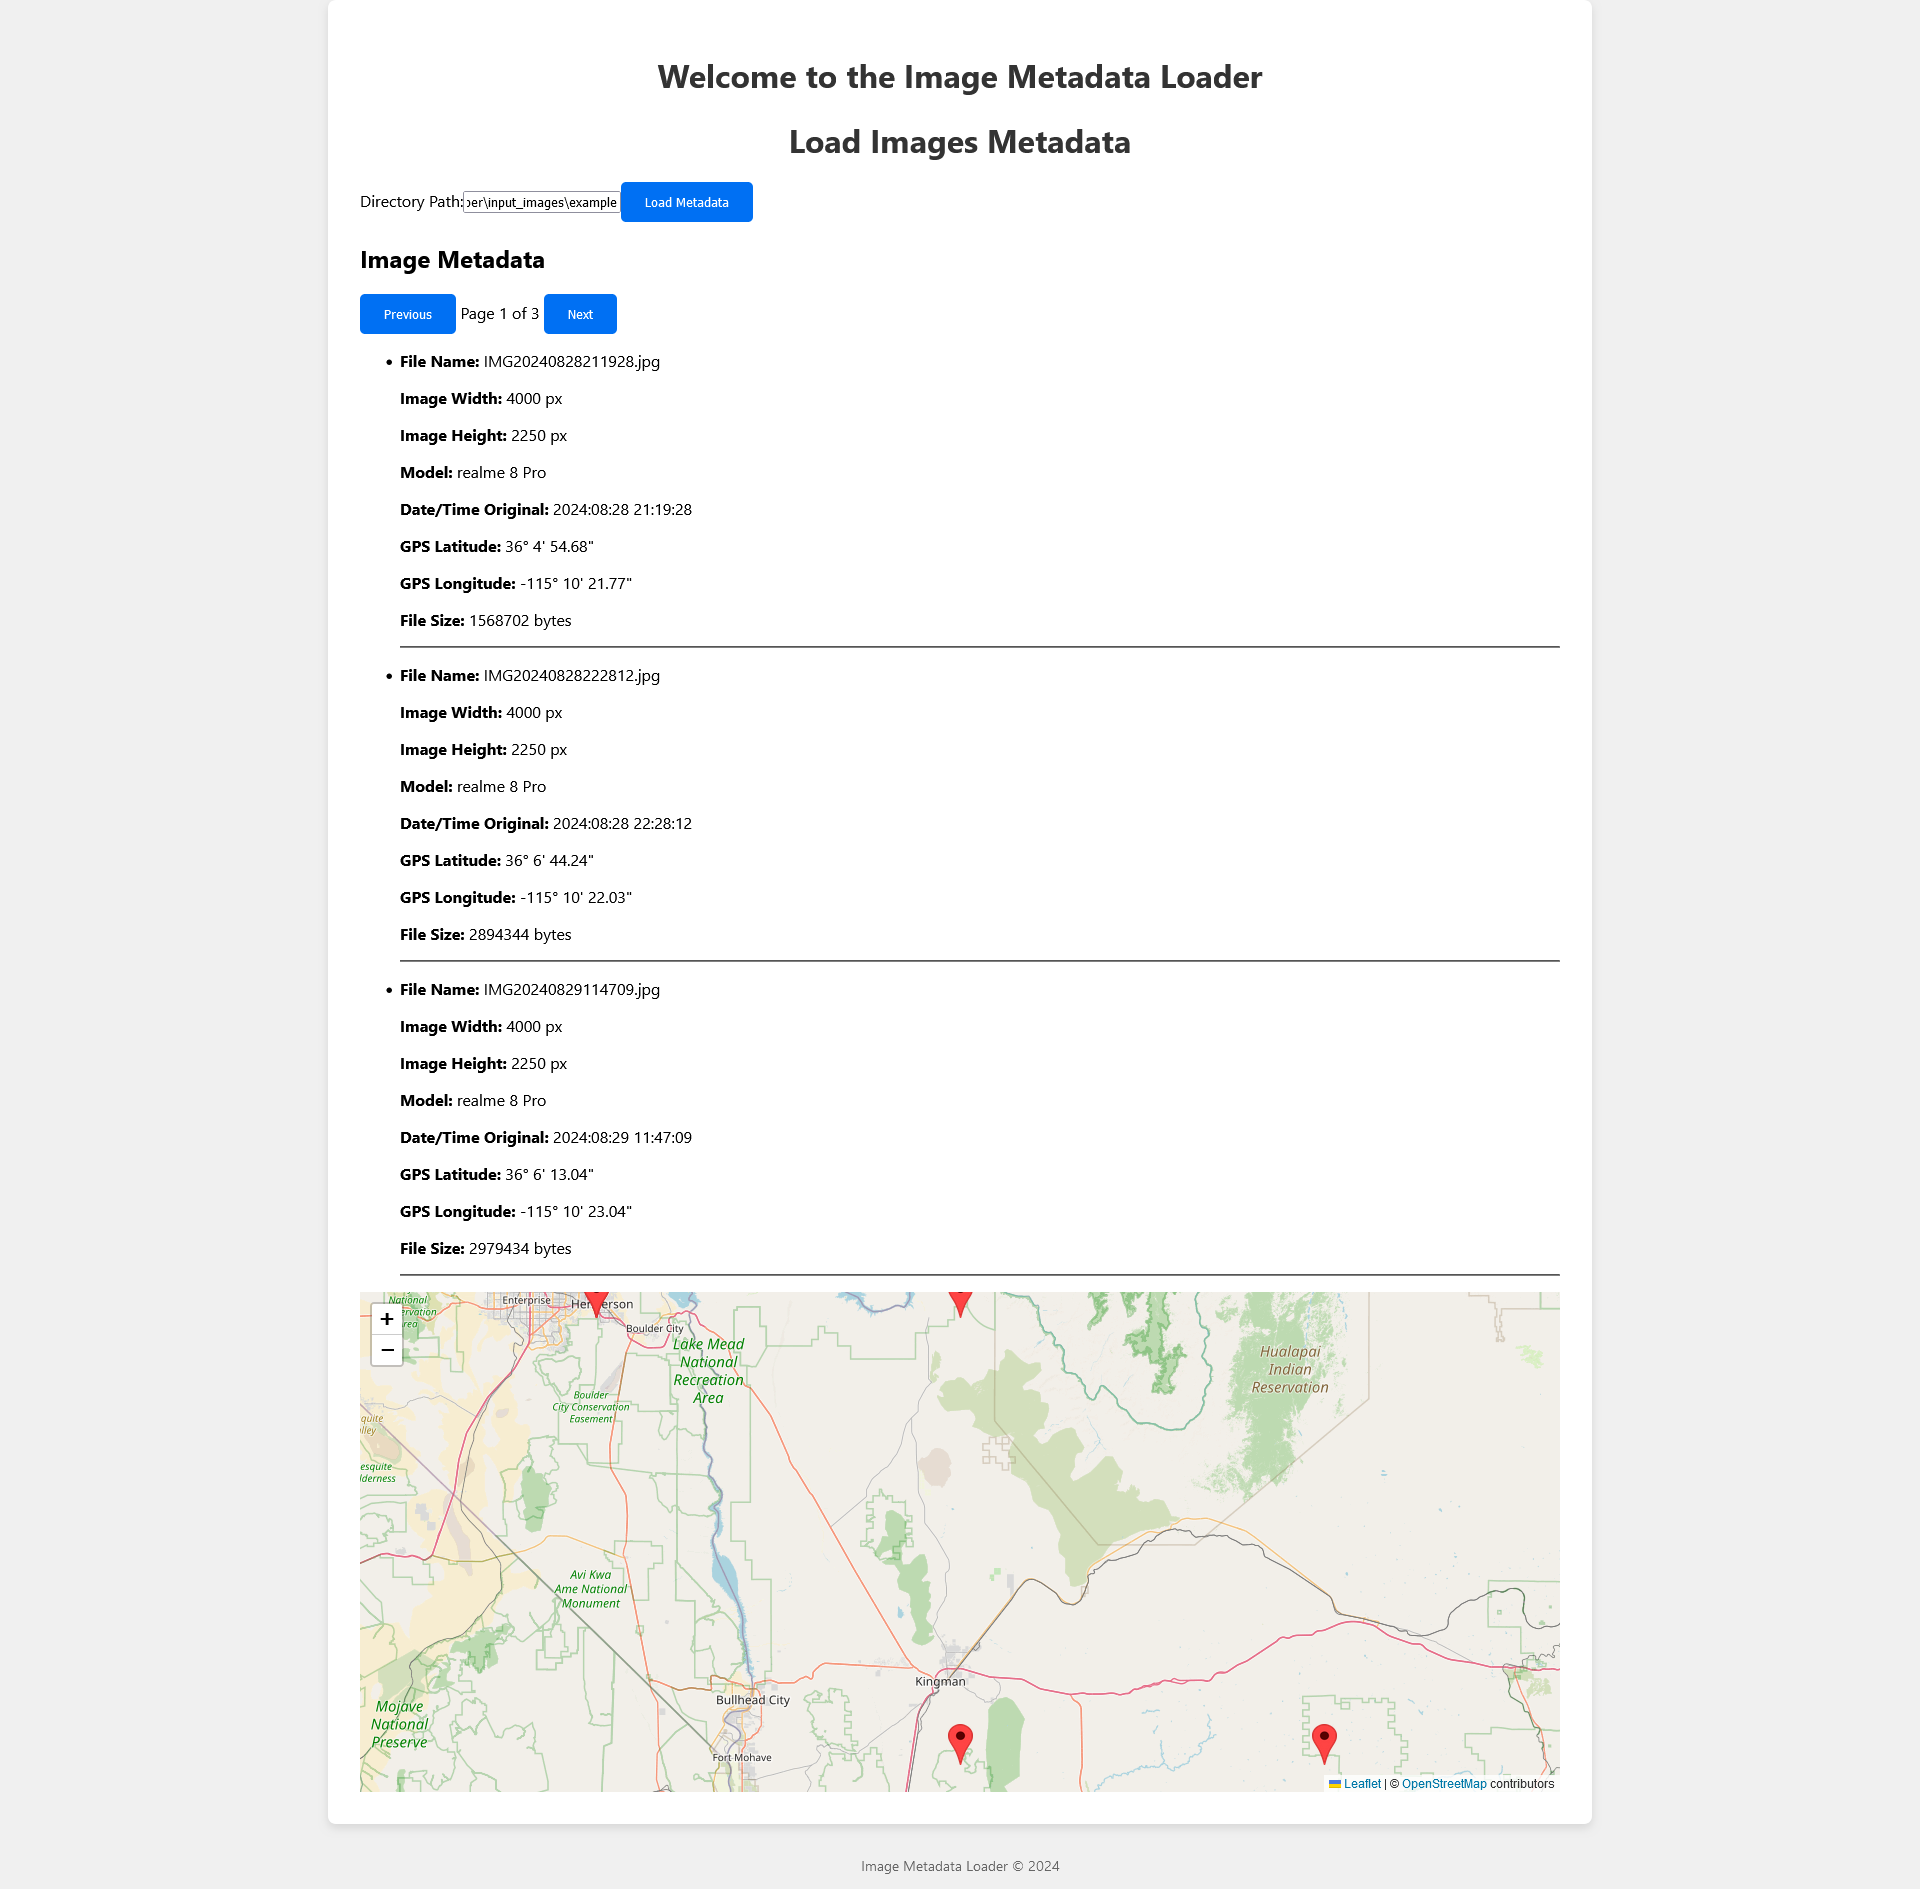 Welcome to the Image Metadata Loader
Load Images Metadata
Directory Path: per\input_images\example Load Metadata
Image Metadata
Previous Page 1 of 3 Next
• File Name: IMG20240828211928.jpg
Image Width: 4000 px
Image Height: 2250 px
Model: realme 8 Pro
Date/Time Original: 2024:08:28 21:19:28
GPS Latitude: 36° 4' 54.68"
GPS Longitude: -115° 10' 21.77"
File Size: 1568702 bytes
• File Name: IMG20240828222812.jpg
Image Width: 4000 px
Image Height: 2250 px
Model: realme 8 Pro
Date/Time Original: 2024:08:28 22:28:12
GPS Latitude: 36° 6' 44.24"
GPS Longitude: -115° 10' 22.03"
File Size: 2894344 bytes
• File Name: IMG20240829114709.jpg
Image Width: 4000 px
Image Height: 2250 px
Model: realme 8 Pro
Date/Time Original: 2024:08:29 11:47:09
GPS Latitude: 36° 6' 13.04"
GPS Longitude: -115° 10' 23.04"
File Size: 2979434 bytes
+
−
National
Area
Enterprise
Boulder City
Lake Mead
National
Recreation
Area
Boulder
City Conservation
Easement
Hualapai
Indian
Reservation
Avi Kwa
Ame National
Monument
Mojave
National
Preserve
Bullhead City
Fort Mohave
Kingman
Leaflet | © OpenStreetMap contributors
Image Metadata Loader © 2024